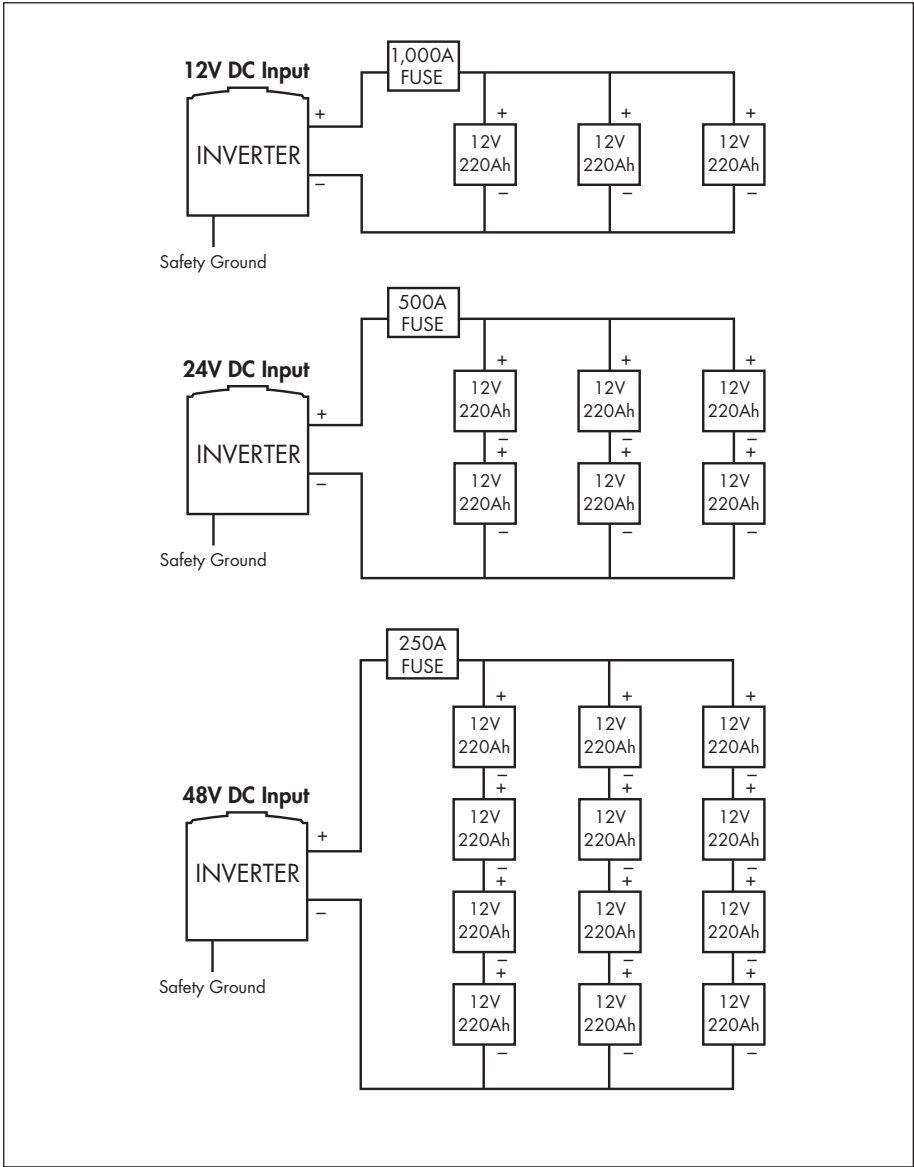 1,000A
FUSE
12V DC Input
+
INVERTER
–
Safety Ground
+ + +
12V 12V 12V
220Ah 220Ah 220Ah
– – –
500A
FUSE
24V DC Input
+
INVERTER
–
Safety Ground
+ + +
12V 12V 12V
220Ah 220Ah 220Ah
– – –
+ + +
12V 12V 12V
220Ah 220Ah 220Ah
– – –
250A
FUSE
48V DC Input
+
INVERTER
–
Safety Ground
+ + +
12V 12V 12V
220Ah 220Ah 220Ah
– – –
+ + +
12V 12V 12V
220Ah 220Ah 220Ah
– – –
+ + +
12V 12V 12V
220Ah 220Ah 220Ah
– – –
+ + +
12V 12V 12V
220Ah 220Ah 220Ah
– – –